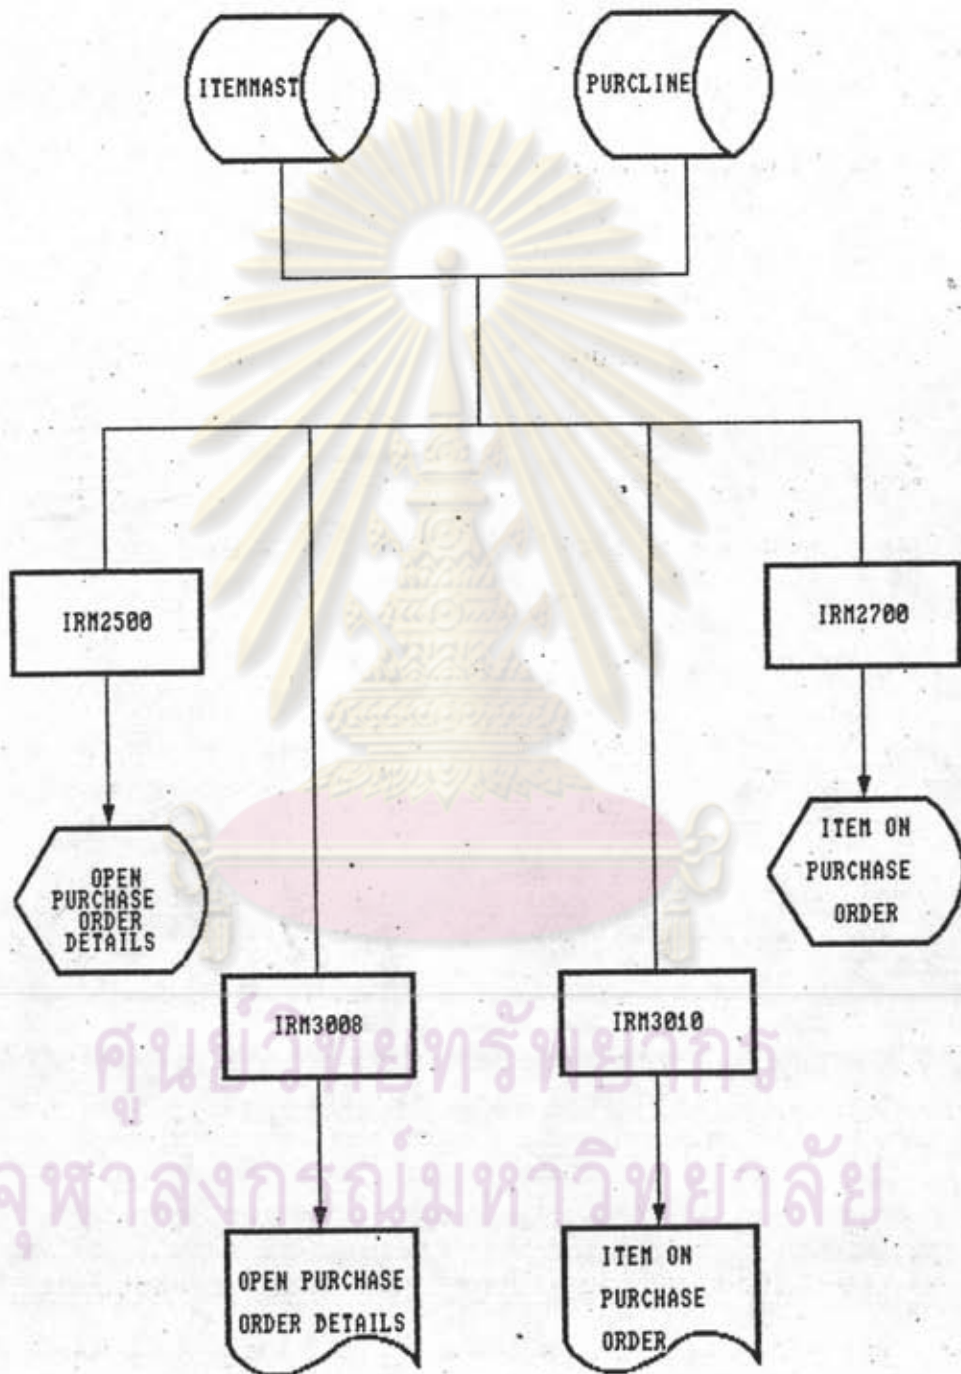 ITEMMAST
PURCLINE
IRM2500
IRM2700
OPEN
PURCHASE
ORDER
DETAILS
ITEM ON
PURCHASE
ORDER
IRM3008
IRM3010
ศูนย์วิทยทรัพยากร
จุฬาลงกรณ์มหาวิทยาลัย
OPEN PURCHASE
ORDER DETAILS
ITEM ON
PURCHASE
ORDER